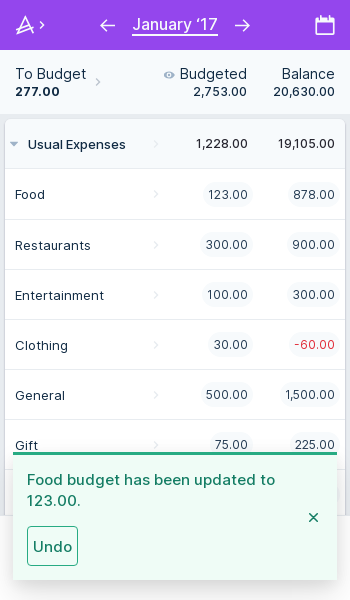 January ‘17
To Budget
277.00
Budgeted
2,753.00
Balance
20,630.00
Usual Expenses 1,228.00 19,105.00
Food 123.00 878.00
Restaurants 300.00 900.00
Entertainment 100.00 300.00
Clothing 30.00 -60.00
General 500.00 1,500.00
Gift 75.00 225.00
Food budget has been updated to
123.00.
Undo